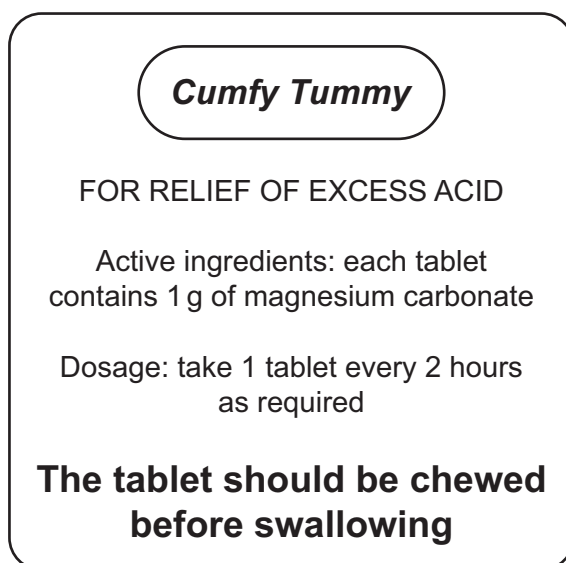 Cumfy Tummy
FOR RELIEF OF EXCESS ACID
Active ingredients: each tablet
contains 1 g of magnesium carbonate
Dosage: take 1 tablet every 2 hours
as required
The tablet should be chewed
before swallowing